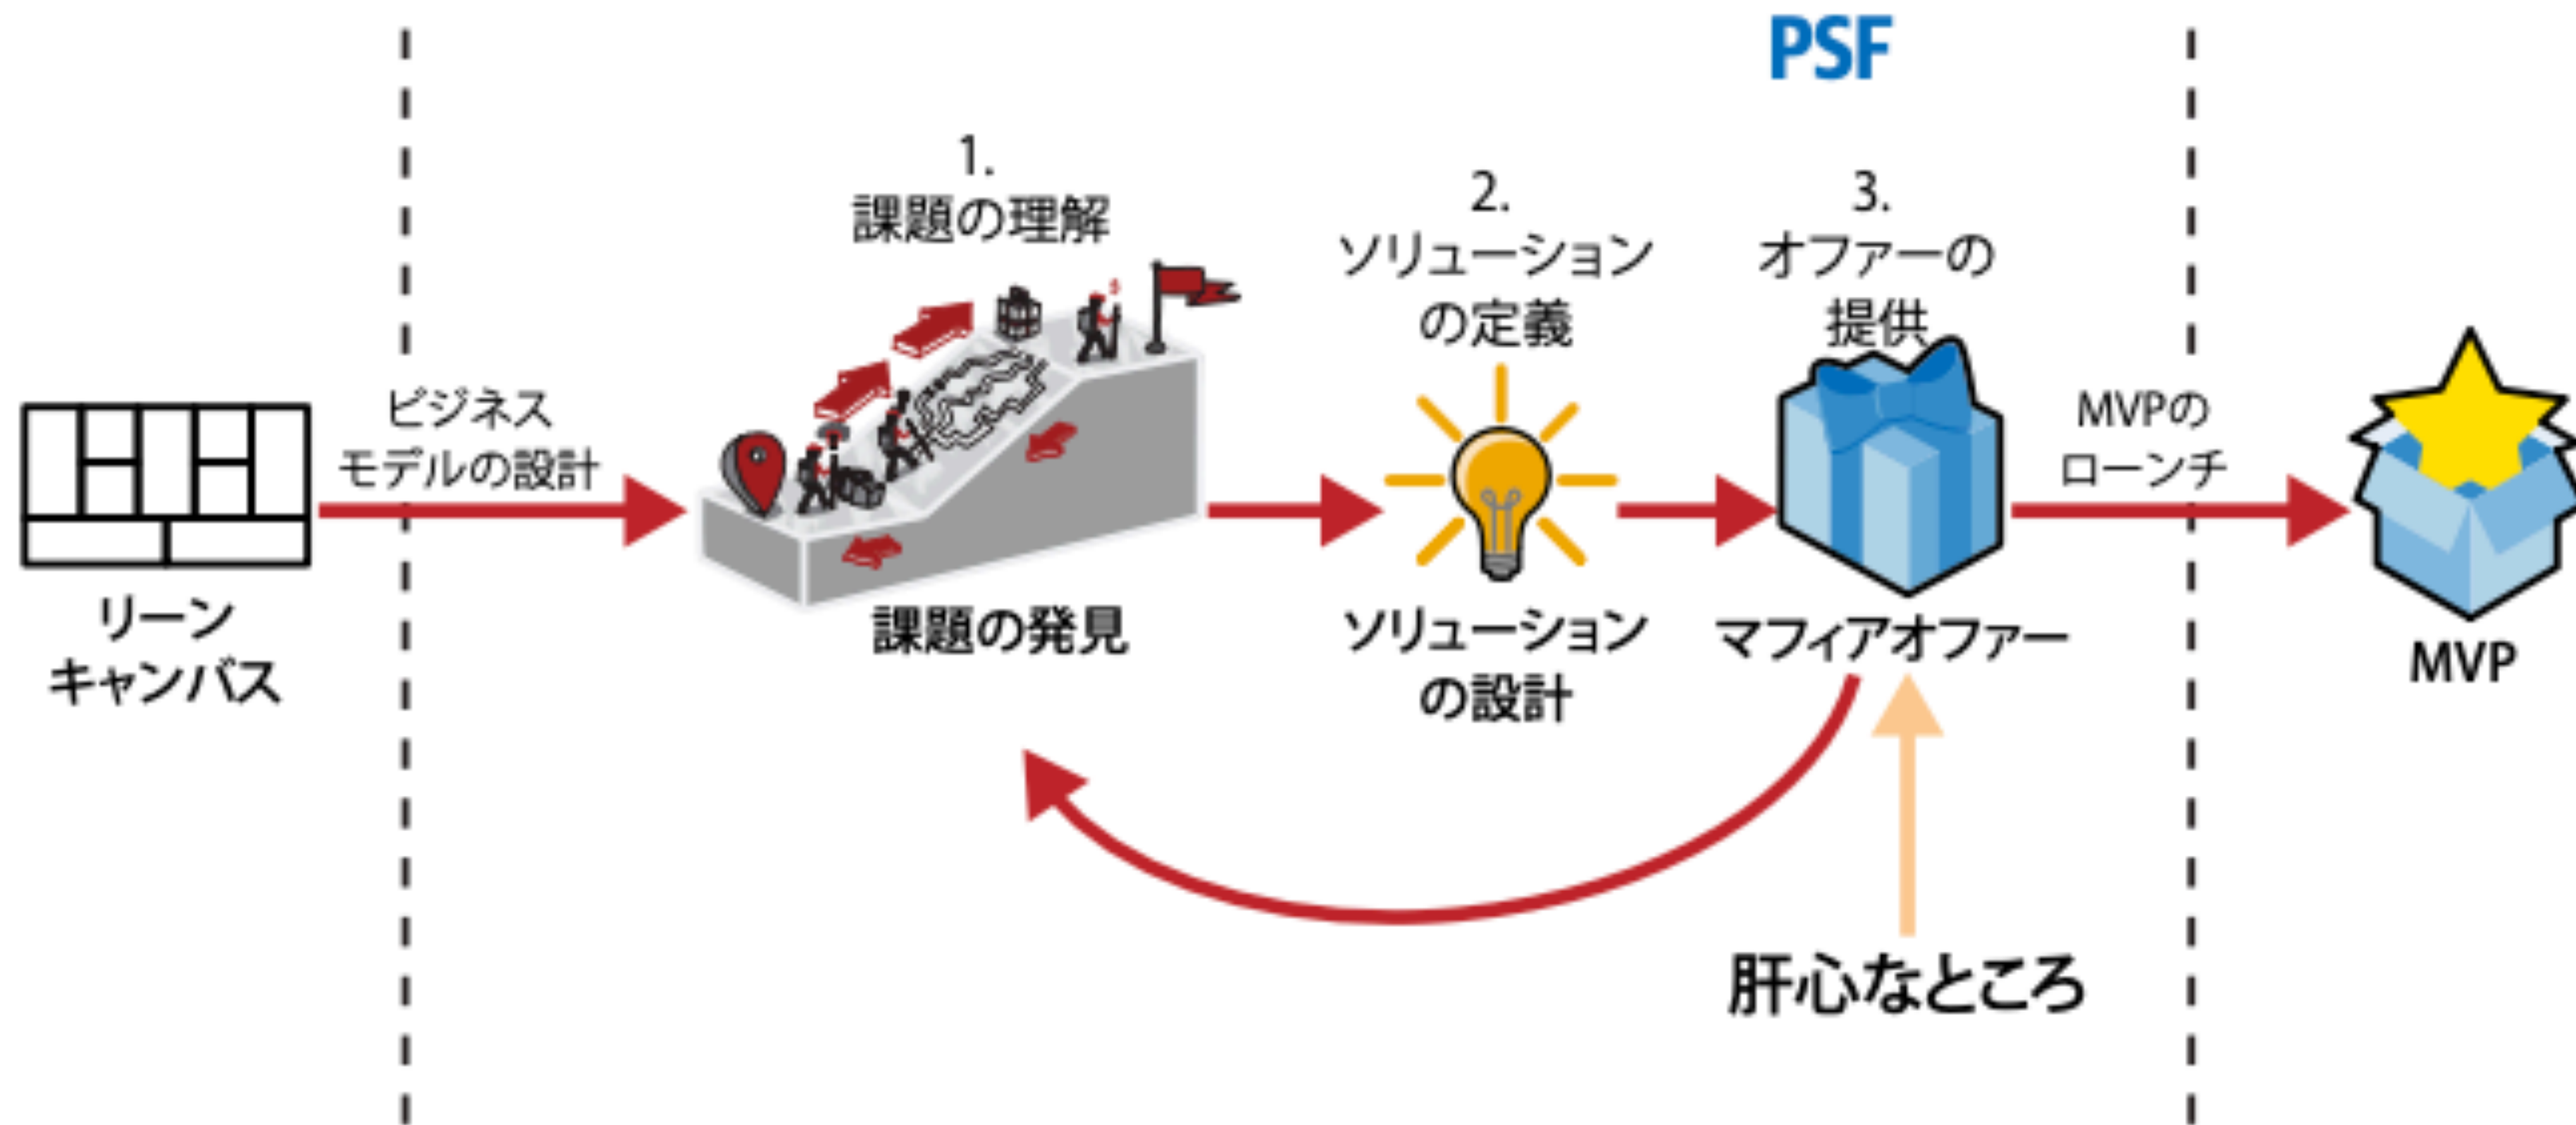 PSF
1.
課題の理解
2.
ソリューション
の定義
3.
オファーの
提供
ビジネス
モデルの設計
MVPの
ローンチ
リーン
キャンバス
課題の発見
ソリューション
の設計
マフィアオファー
MVP
肝心なところ